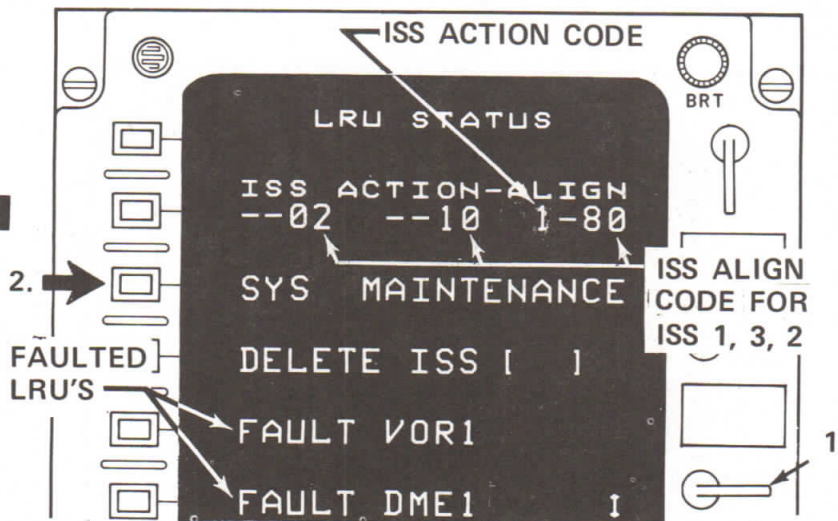 ISS ACTION CODE
BRT
LRU STATUS
ISS ACTION-ALIGN
--02 --10 1-80
ISS ALIGN
CODE FOR
ISS 1, 3, 2
2.
SYS MAINTENANCE
FAULTED
LRU'S
DELETE ISS [ ]
FAULT VOR1
1
FAULT DME1